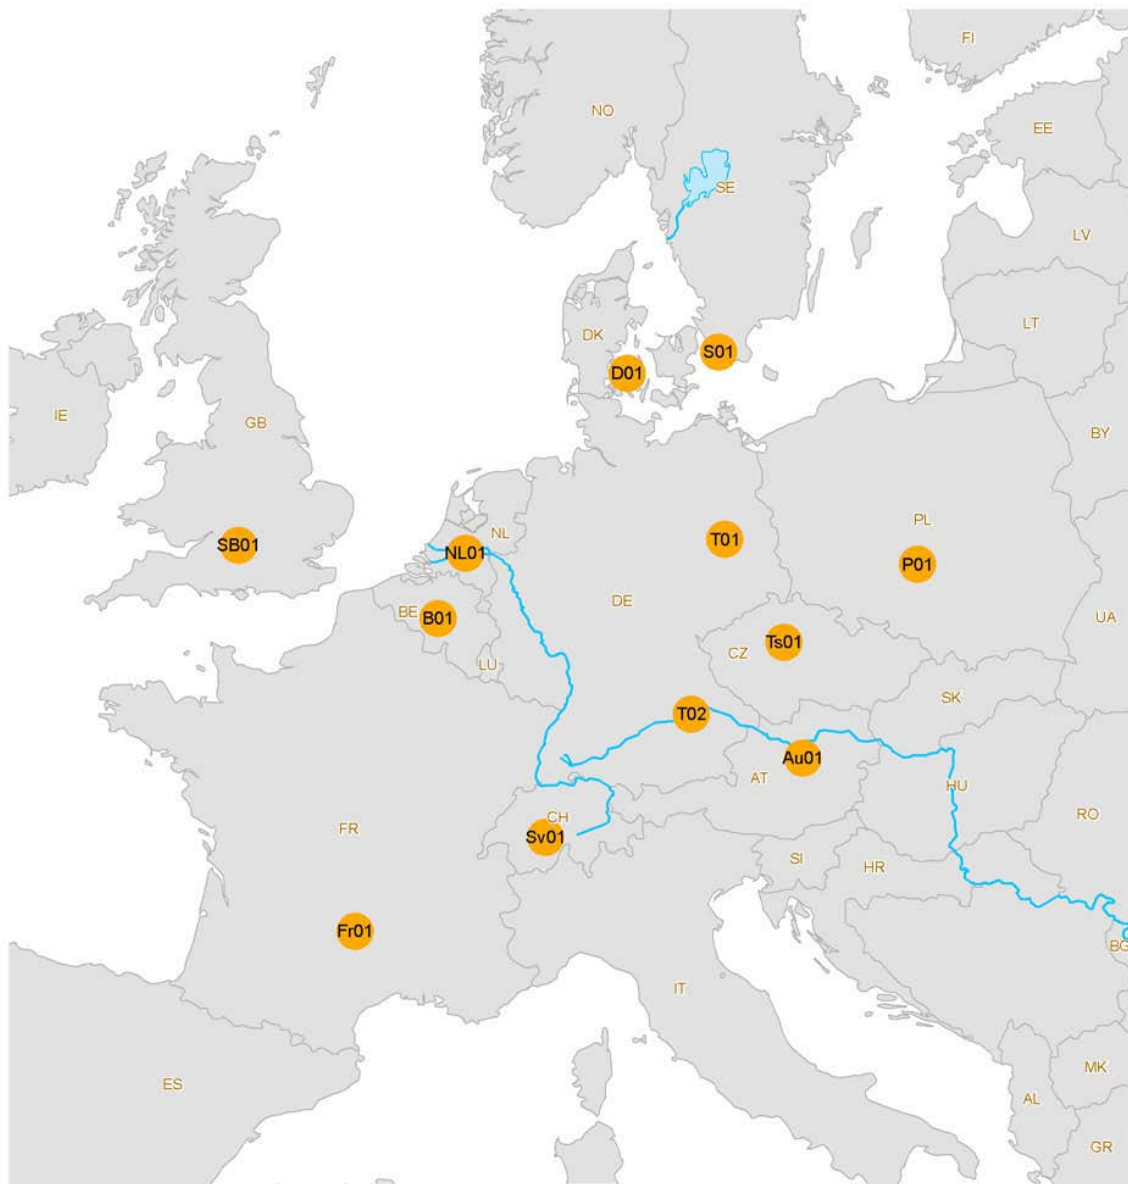 FI
NO
EE
SE
LV
DK
LT
S01
D01
IE
GB
BY
PL
NL
T01
SB01
NL01
P01
DE
BE
B01
UA
Ts01
CZ
LU
SK
T02
Au01
AT
HU
CH
RO
FR
Sv01
SI
HR
Fr01
BG
IT
MK
ES
AL
GR